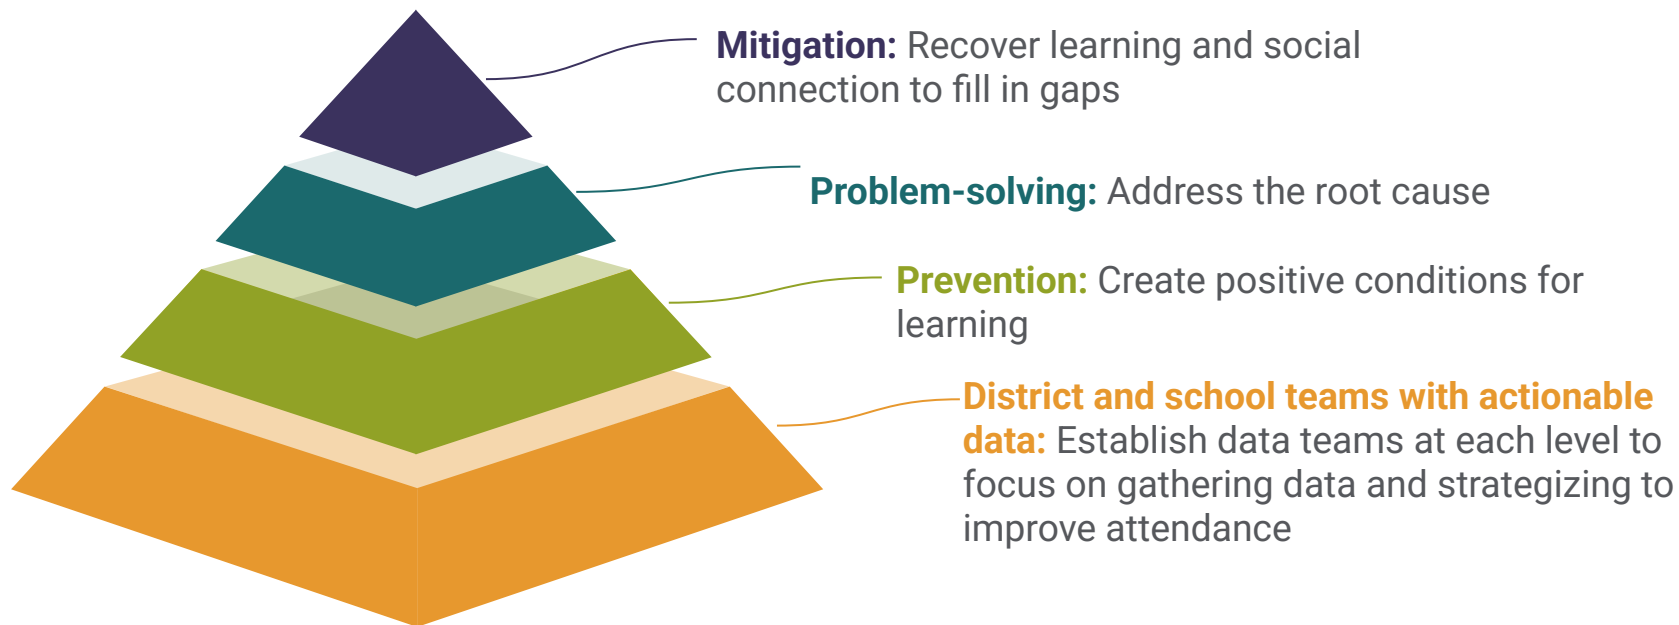 Mitigation: Recover learning and social
connection to fill in gaps
Problem-solving: Address the root cause
Prevention: Create positive conditions for
learning
District and school teams with actionable
data: Establish data teams at each level to
focus on gathering data and strategizing to
improve attendance